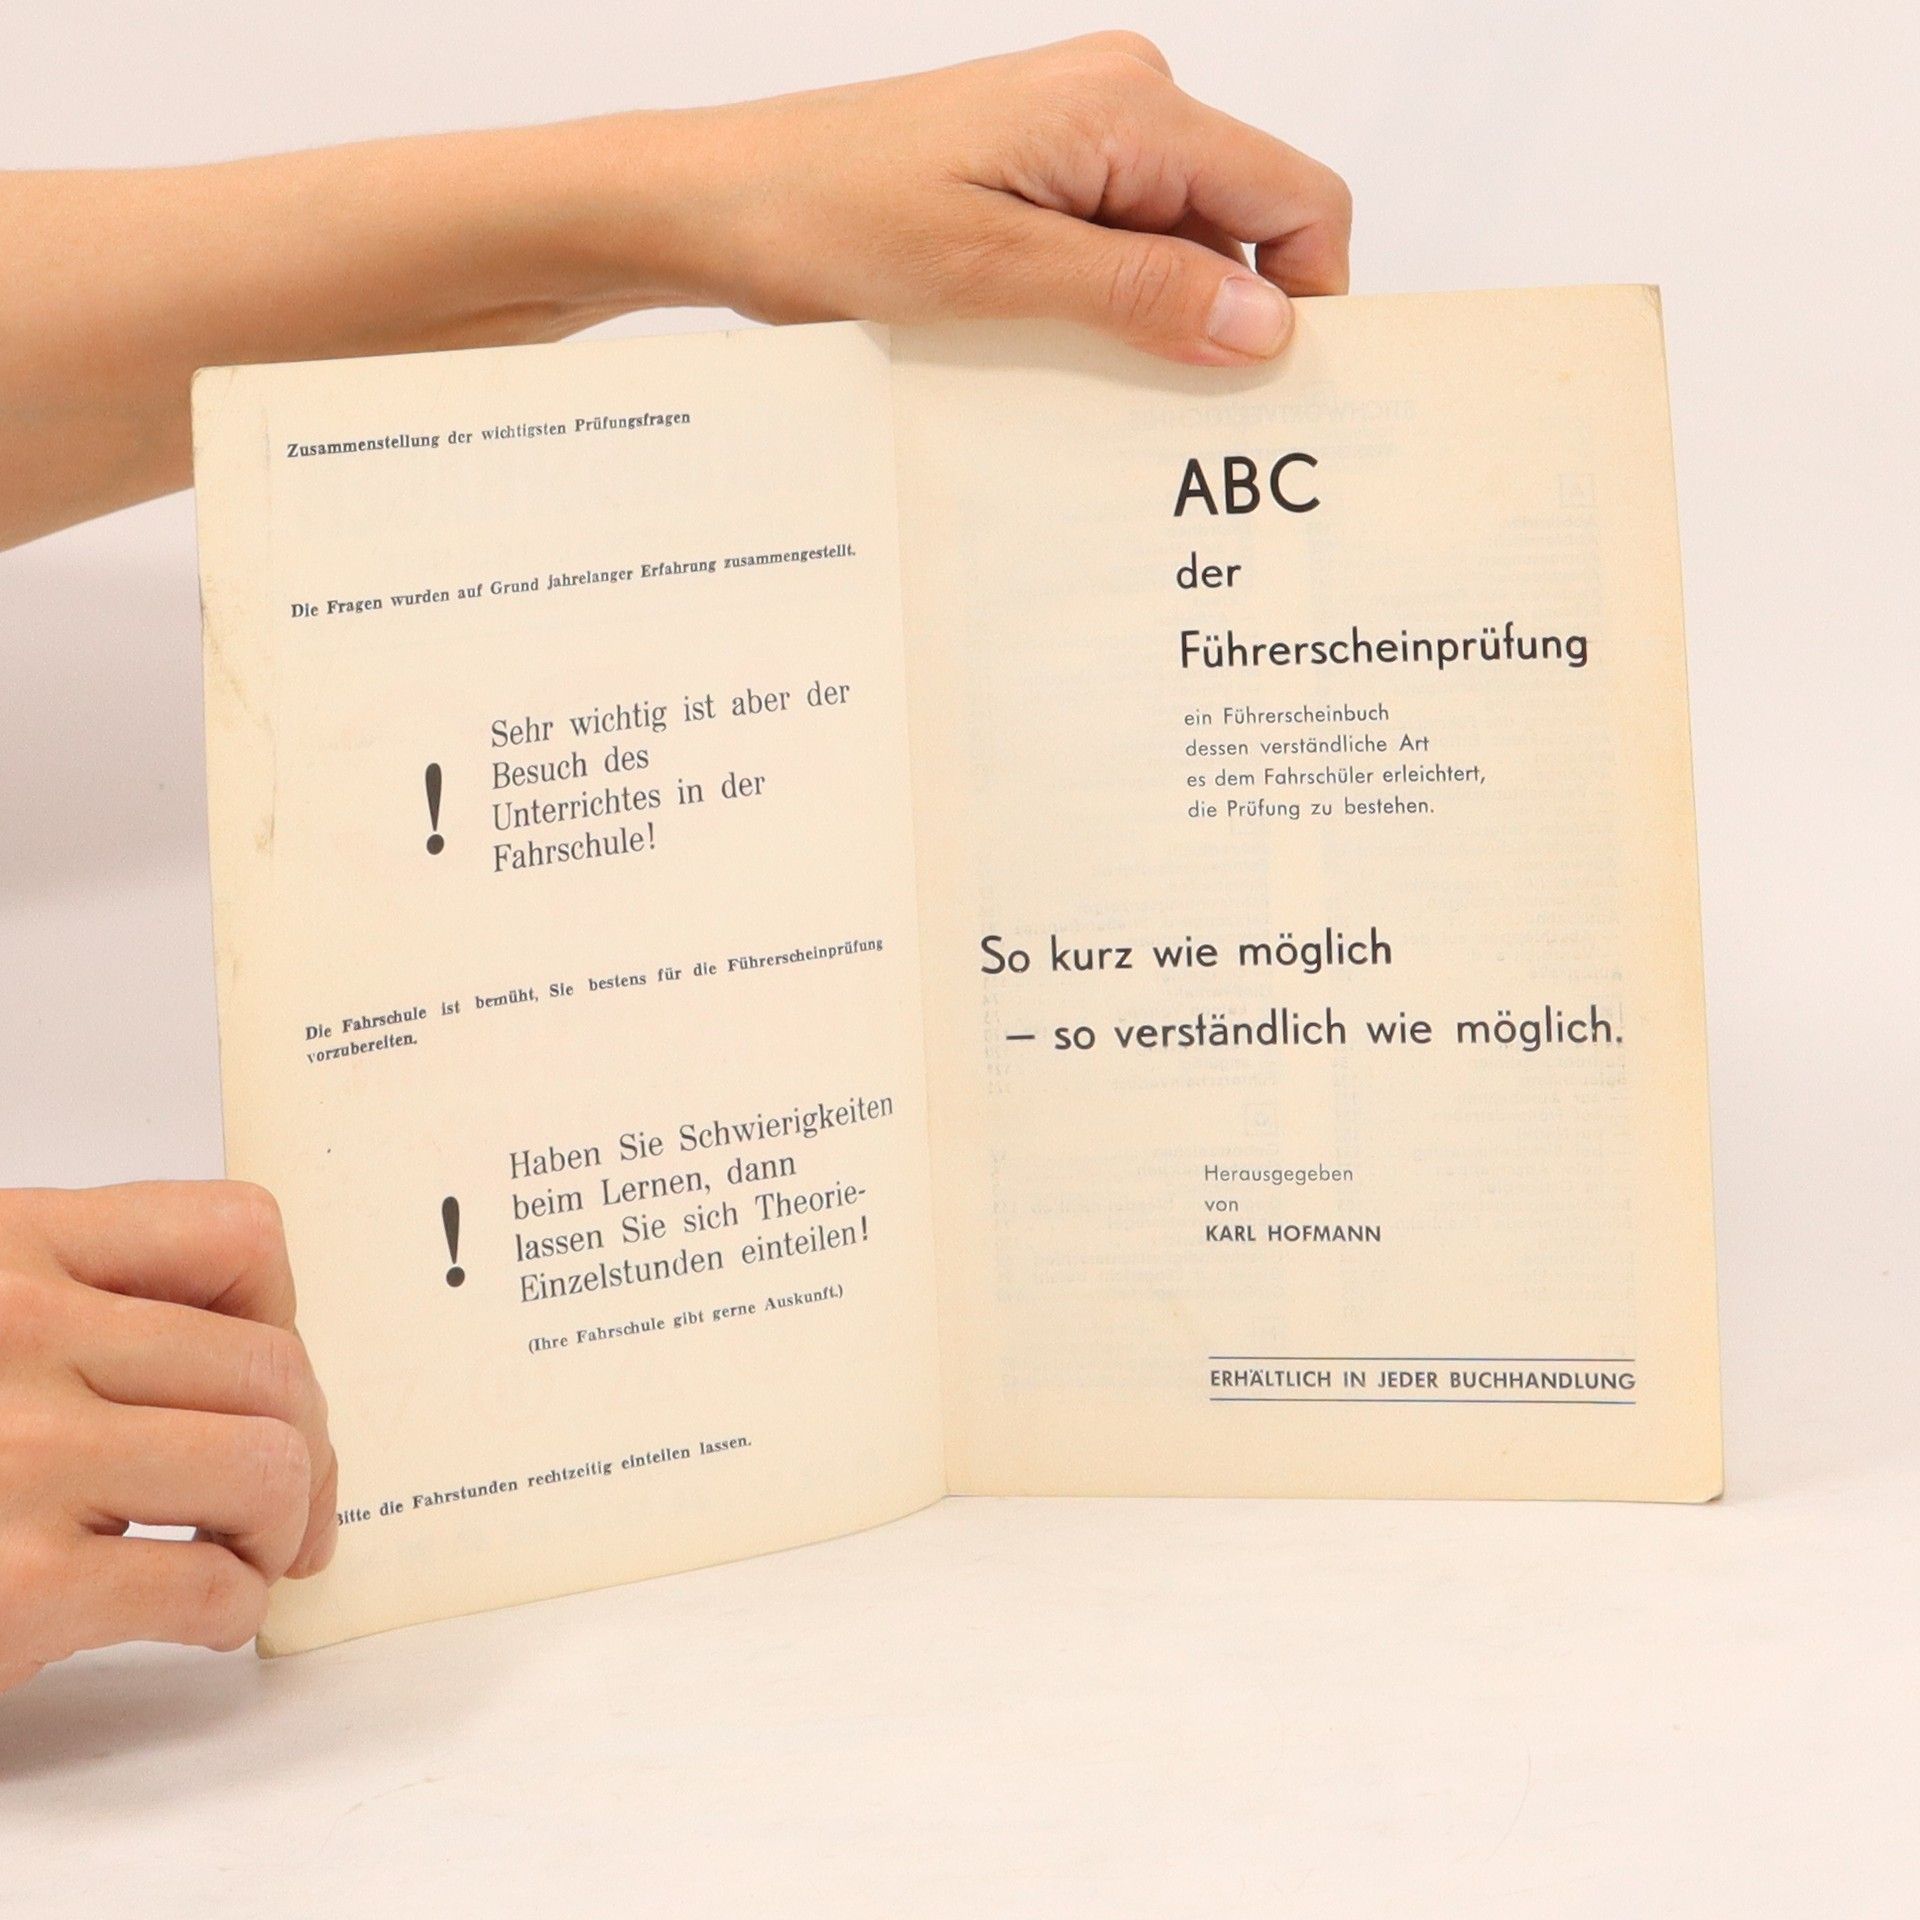 Zusammenstellung der wichtigsten Prüfungsfragen
Die Fragen wurden auf Grund jahrelanger Erfahrung zusammengestellt.
! Sehr wichtig ist aber der
Besuch des
Unterrichtes in der
Fahrschule!
Die Fahrschule ist bemüht, Sie bestens für die Führerscheinprüfung
vorzubereiten.
! Haben Sie Schwierigkeiten
beim Lernen, dann
lassen Sie sich Theorie-
Einzelstunden einteilen!
(Ihre Fahrschule gibt gerne Auskunft.)
Bitte die Fahrstunden rechtzeitig einteilen lassen.
ABC
der
Führerscheinprüfung
ein Führerscheinbuch
dessen verständliche Art
es dem Fahrschüler erleichtert,
die Prüfung zu bestehen.
So kurz wie möglich
– so verständlich wie möglich.
Herausgegeben
von
KARL HOFMANN
ERHÄLTLICH IN JEDER BUCHHANDLUNG